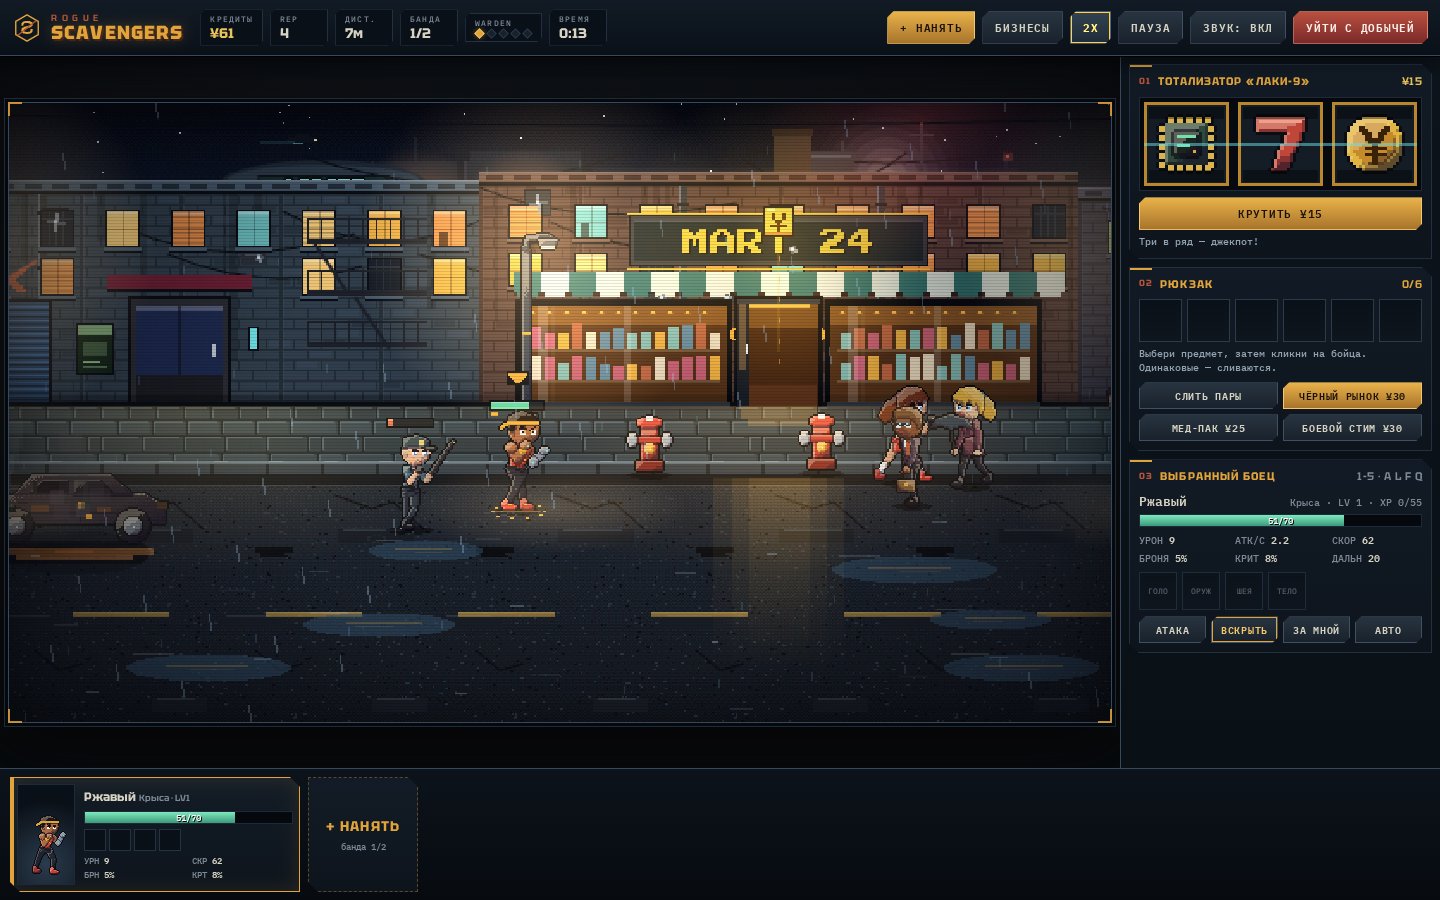 ROGUE
SCAVENGERS
КРЕДИТЫ
¥61
REP
4
ДИСТ.
7м
БАНДА
1/2
WARDEN
ВРЕМЯ
0:13
+ НАНЯТЬ
БИЗНЕСЫ
2X
ПАУЗА
ЗВУК: ВКЛ
УЙТИ С ДОБЫЧЕЙ
MART 24
¥
01 ТОТАЛИЗАТОР «ЛАКИ-9» ¥15
7 ¥
КРУТИТЬ ¥15
Три в ряд — джекпот!
02 РЮКЗАК 0/6
Выбери предмет, затем кликни на бойца.
Одинаковые — сливаются.
СЛИТЬ ПАРЫ
ЧЁРНЫЙ РЫНОК ¥30
МЕД-ПАК ¥25
БОЕВОЙ СТИМ ¥30
03 ВЫБРАННЫЙ БОЕЦ 1-5·A L F Q
Ржавый Крыса · LV 1 · XP 0/55
51/70
УРОН 9 АТК/С 2.2 СКОР 62
БРОНЯ 5% КРИТ 8% ДАЛЬН 20
ГОЛО ОРУЖ ШЕЯ ТЕЛО
АТАКА
ВСКРЫТЬ
ЗА МНОЙ
АВТО
Ржавый Крыса·LV1
51/70
УРН 9 СКР 62
БРН 5% КРТ 8%
+ НАНЯТЬ
банда 1/2